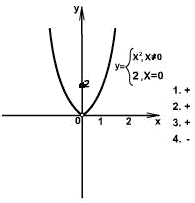 y
y={ x², x≠0
2, x=0
2
0 1 2 x
1. +
2. +
3. +
4. -